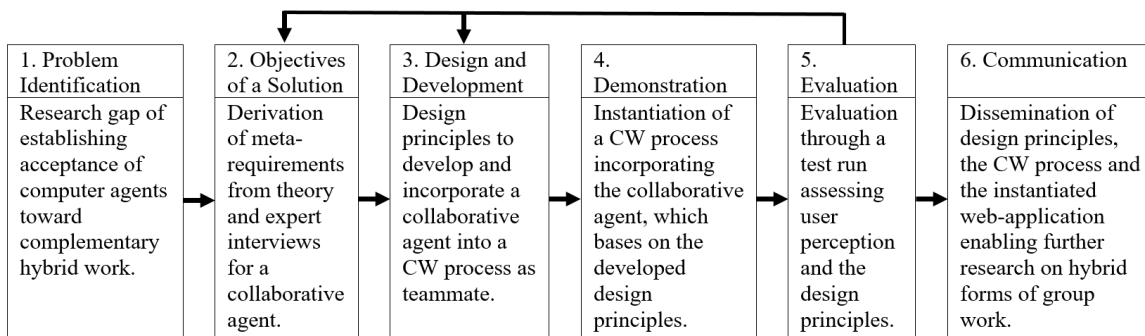 1. Problem
Identification
Research gap of
establishing
acceptance of
computer agents
toward
complementary
hybrid work.
2. Objectives
of a Solution
Derivation
of meta-
requirements
from theory
and expert
interviews
for a
collaborative
agent.
3. Design and
Development
Design
principles to
develop and
incorporate a
collaborative
agent into a
CW process as
teammate.
4.
Demonstration
Instantiation of
a CW process
incorporating
the collaborative
agent, which
bases on the
developed
design
principles.
5.
Evaluation
Evaluation
through a
test run
assessing
user
perception
and the
design
principles.
6. Communication
Dissemination of
design principles,
the CW process and
the instantiated
web-application
enabling further
research on hybrid
forms of group
work.